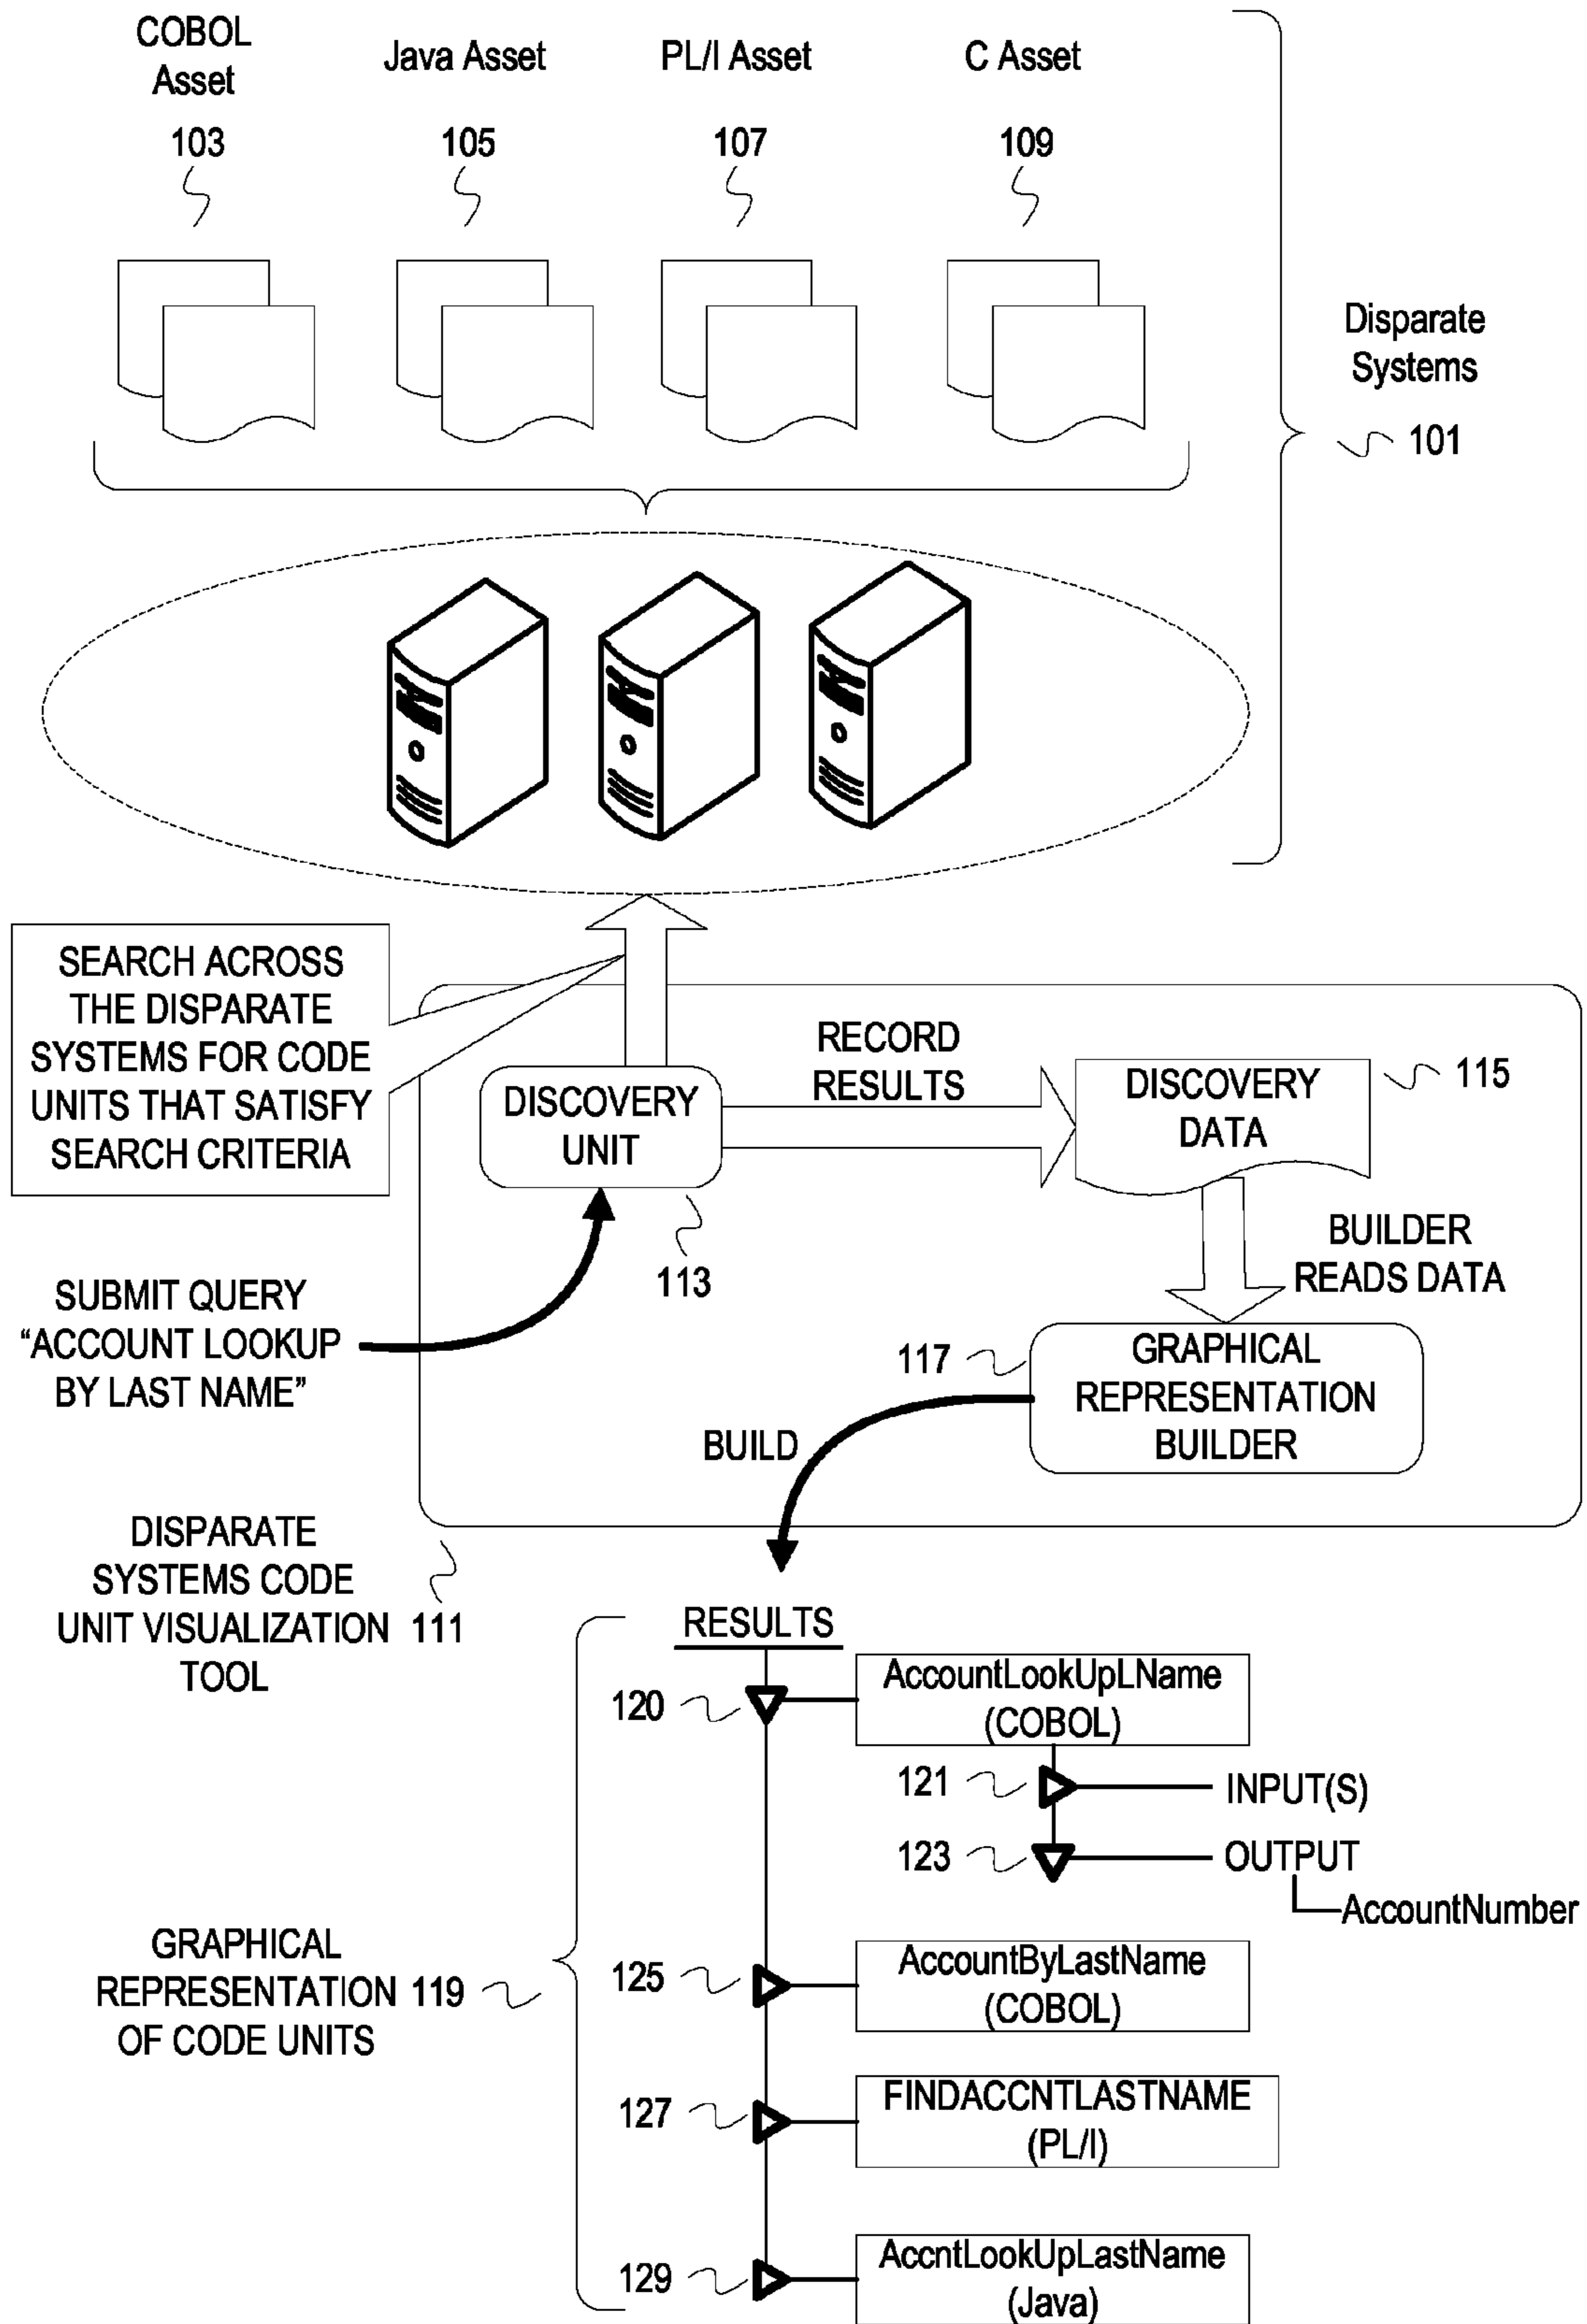 COBOL
Asset
Java Asset
PL/I Asset
C Asset
103
105
107
109
Disparate
Systems
101
SEARCH ACROSS
THE DISPARATE
SYSTEMS FOR CODE
UNITS THAT SATISFY
SEARCH CRITERIA
RECORD
RESULTS
DISCOVERY
UNIT
DISCOVERY
DATA
115
113
BUILDER
READS DATA
SUBMIT QUERY
“ACCOUNT LOOKUP
BY LAST NAME”
117
GRAPHICAL
REPRESENTATION
BUILDER
BUILD
DISPARATE
SYSTEMS CODE
UNIT VISUALIZATION 111
TOOL
RESULTS
120
AccountLookUpLName
(COBOL)
121
INPUT(S)
123
OUTPUT
AccountNumber
GRAPHICAL
REPRESENTATION 119
OF CODE UNITS
125
AccountByLastName
(COBOL)
127
FINDACCNTLASTNAME
(PL/I)
129
AccntLookUpLastName
(Java)